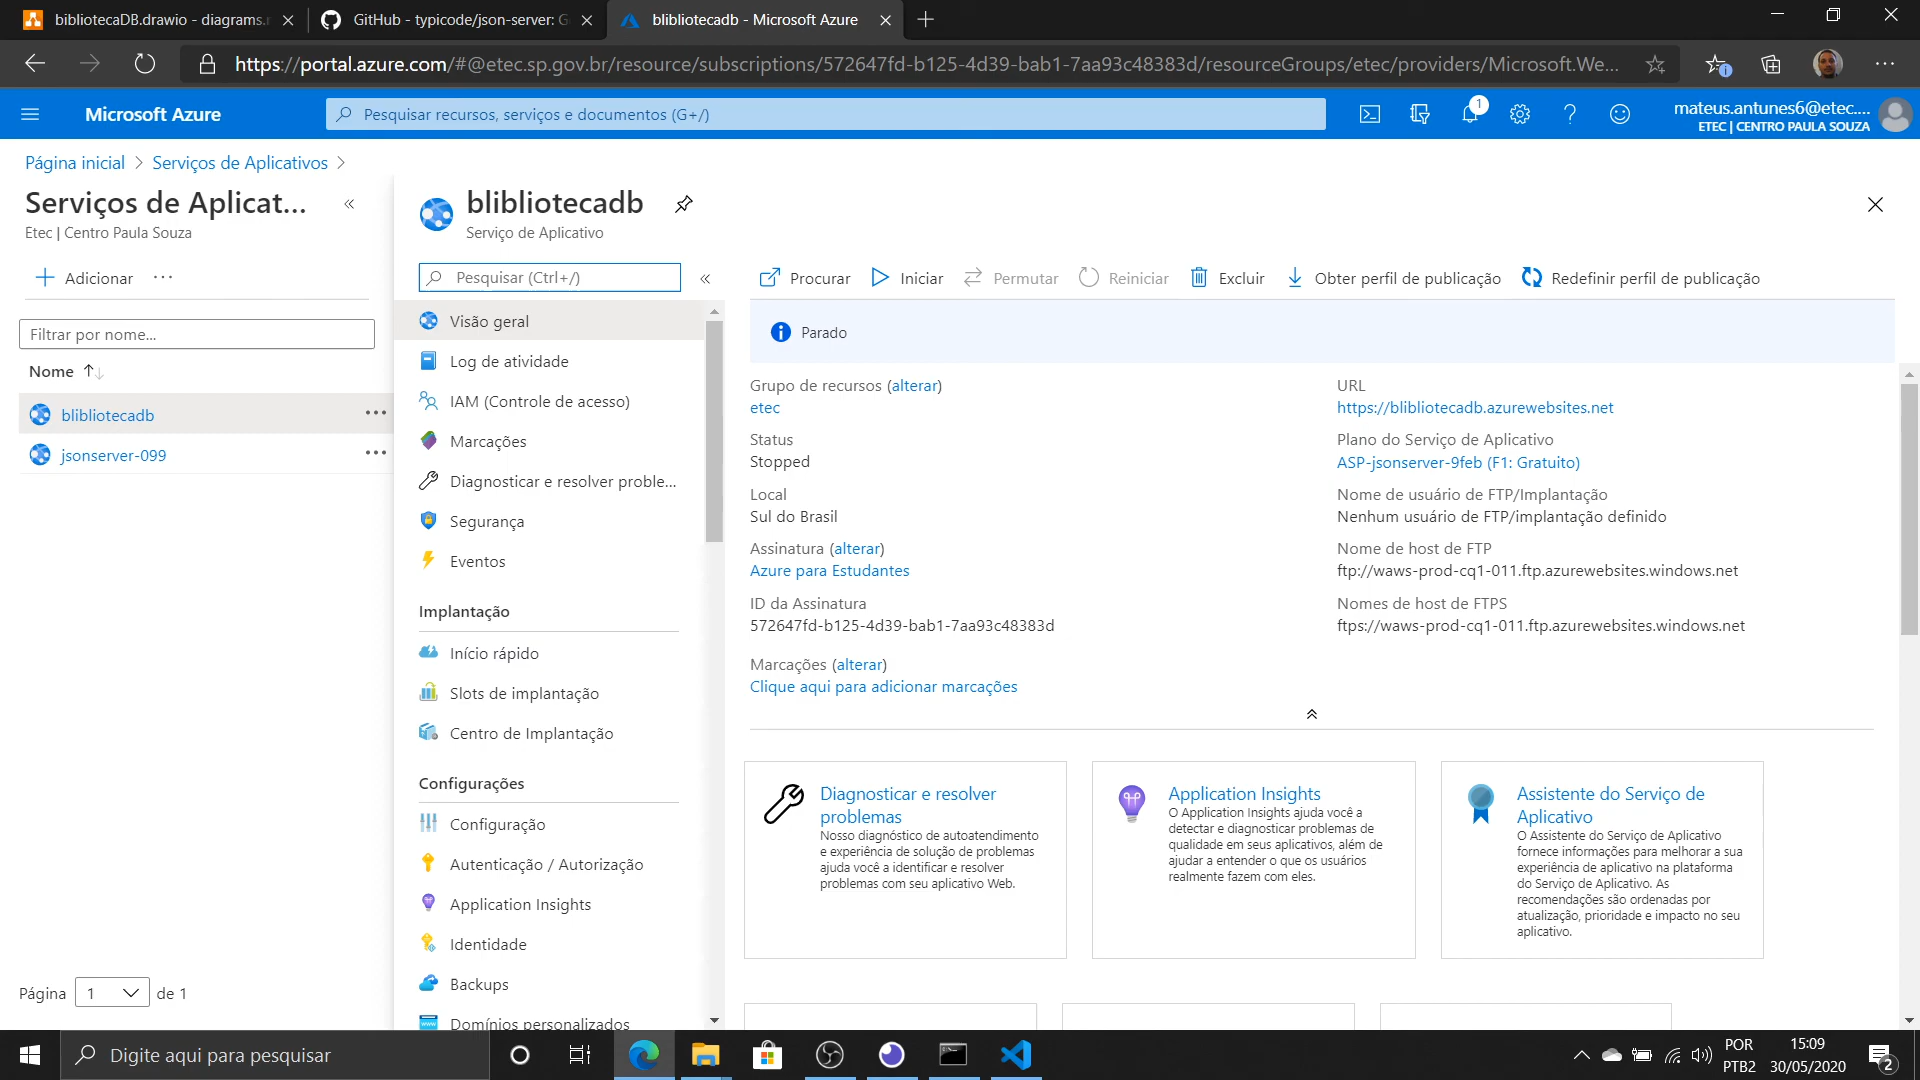 bibliotecaDB.drawio - diagrams.n
GitHub - typicode/json-server: G
blibliotecadb - Microsoft Azure
https://portal.azure.com/#@etec.sp.gov.br/resource/subscriptions/572647fd-b125-4d39-bab1-7aa93c48383d/resourceGroups/etec/providers/Microsoft.We...
Microsoft Azure
Pesquisar recursos, serviços e documentos (G+/)
1
mateus.antunes6@etec....
ETEC | CENTRO PAULA SOUZA
Página inicial
Serviços de Aplicativos
Serviços de Aplicat...
Etec | Centro Paula Souza
Adicionar
Filtrar por nome...
Nome
blibliotecadb
jsonserver-099
Página 1 de 1
blibliotecadb
Serviço de Aplicativo
Pesquisar (Ctrl+/)
Visão geral
Log de atividade
IAM (Controle de acesso)
Marcações
Diagnosticar e resolver proble...
Segurança
Eventos
Implantação
Início rápido
Slots de implantação
Centro de Implantação
Configurações
Configuração
Autenticação / Autorização
Application Insights
Identidade
Backups
Domínios personalizados
Procurar
Iniciar
Permutar
Reiniciar
Excluir
Obter perfil de publicação
Redefinir perfil de publicação
Parado
Grupo de recursos (alterar)
etec
Status
Stopped
Local
Sul do Brasil
Assinatura (alterar)
Azure para Estudantes
ID da Assinatura
572647fd-b125-4d39-bab1-7aa93c48383d
Marcações (alterar)
Clique aqui para adicionar marcações
URL
https://blibliotecadb.azurewebsites.net
Plano do Serviço de Aplicativo
ASP-jsonserver-9feb (F1: Gratuito)
Nome de usuário de FTP/Implantação
Nenhum usuário de FTP/implantação definido
Nome de host de FTP
ftp://waws-prod-cq1-011.ftp.azurewebsites.windows.net
Nomes de host de FTPS
ftps://waws-prod-cq1-011.ftp.azurewebsites.windows.net
Diagnosticar e resolver
problemas
Nosso diagnóstico de autoatendimento
e experiência de solução de problemas
ajuda você a identificar e resolver
problemas com seu aplicativo Web.
Application Insights
O Application Insights ajuda você a
detectar e diagnosticar problemas de
qualidade em seus aplicativos, além de
ajudar a entender o que os usuários
realmente fazem com eles.
Assistente do Serviço de
Aplicativo
O Assistente do Serviço de Aplicativo
fornece informações para melhorar a sua
experiência de aplicativo na plataforma
do Serviço de Aplicativo. As
recomendações são ordenadas por
atualização, prioridade e impacto no seu
aplicativo.
Digite aqui para pesquisar
POR
PTB2
15:09
30/05/2020
2